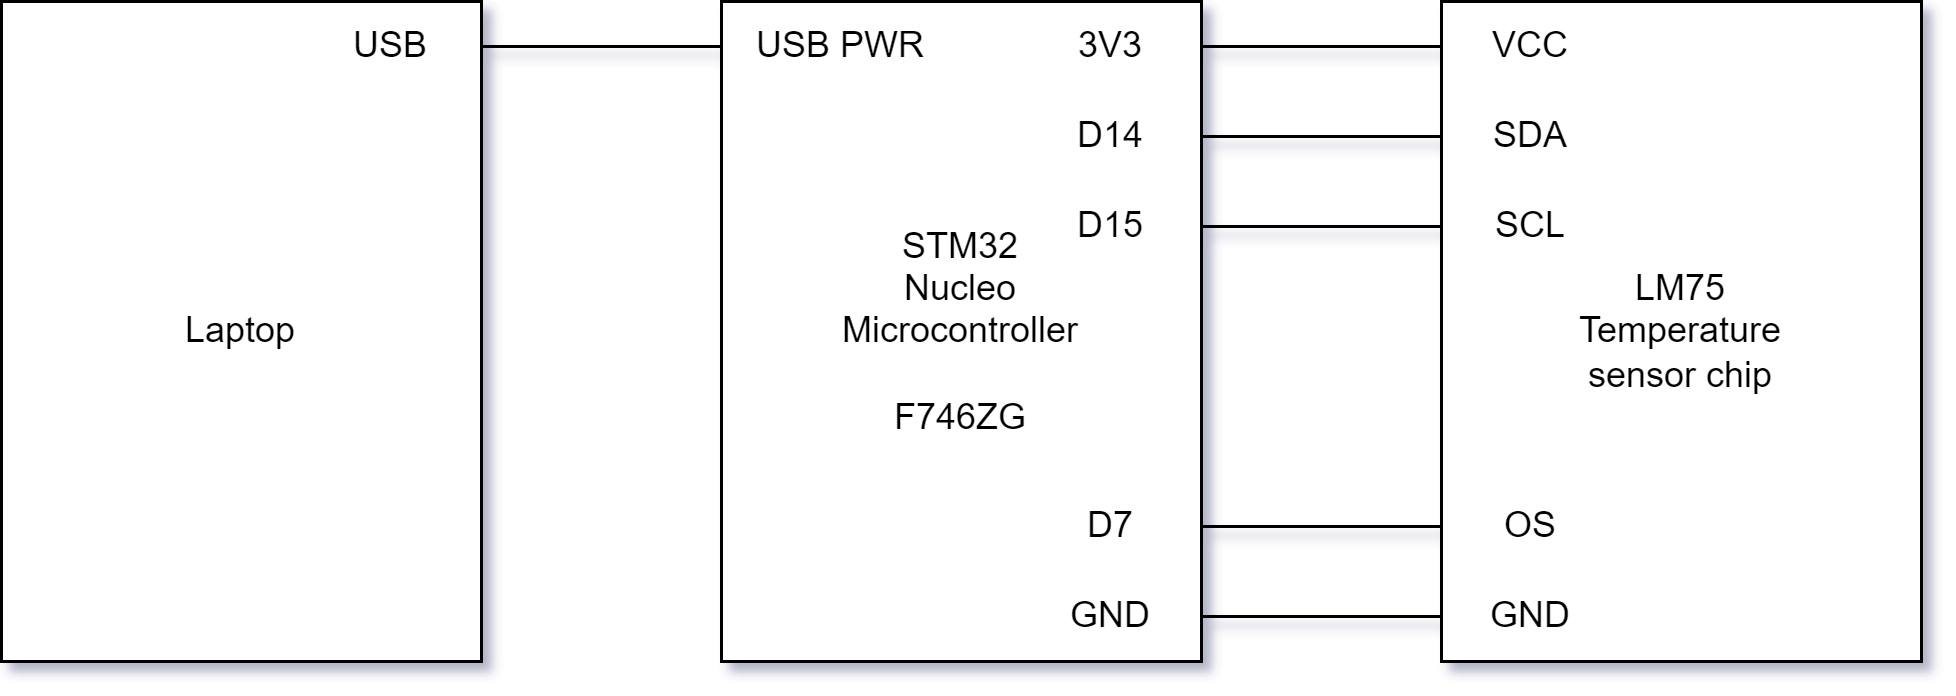 USB
USB PWR
3V3
VCC
D14
SDA
D15
SCL
Laptop
STM32
Nucleo
Microcontroller
F746ZG
LM75
Temperature
sensor chip
D7
OS
GND
GND